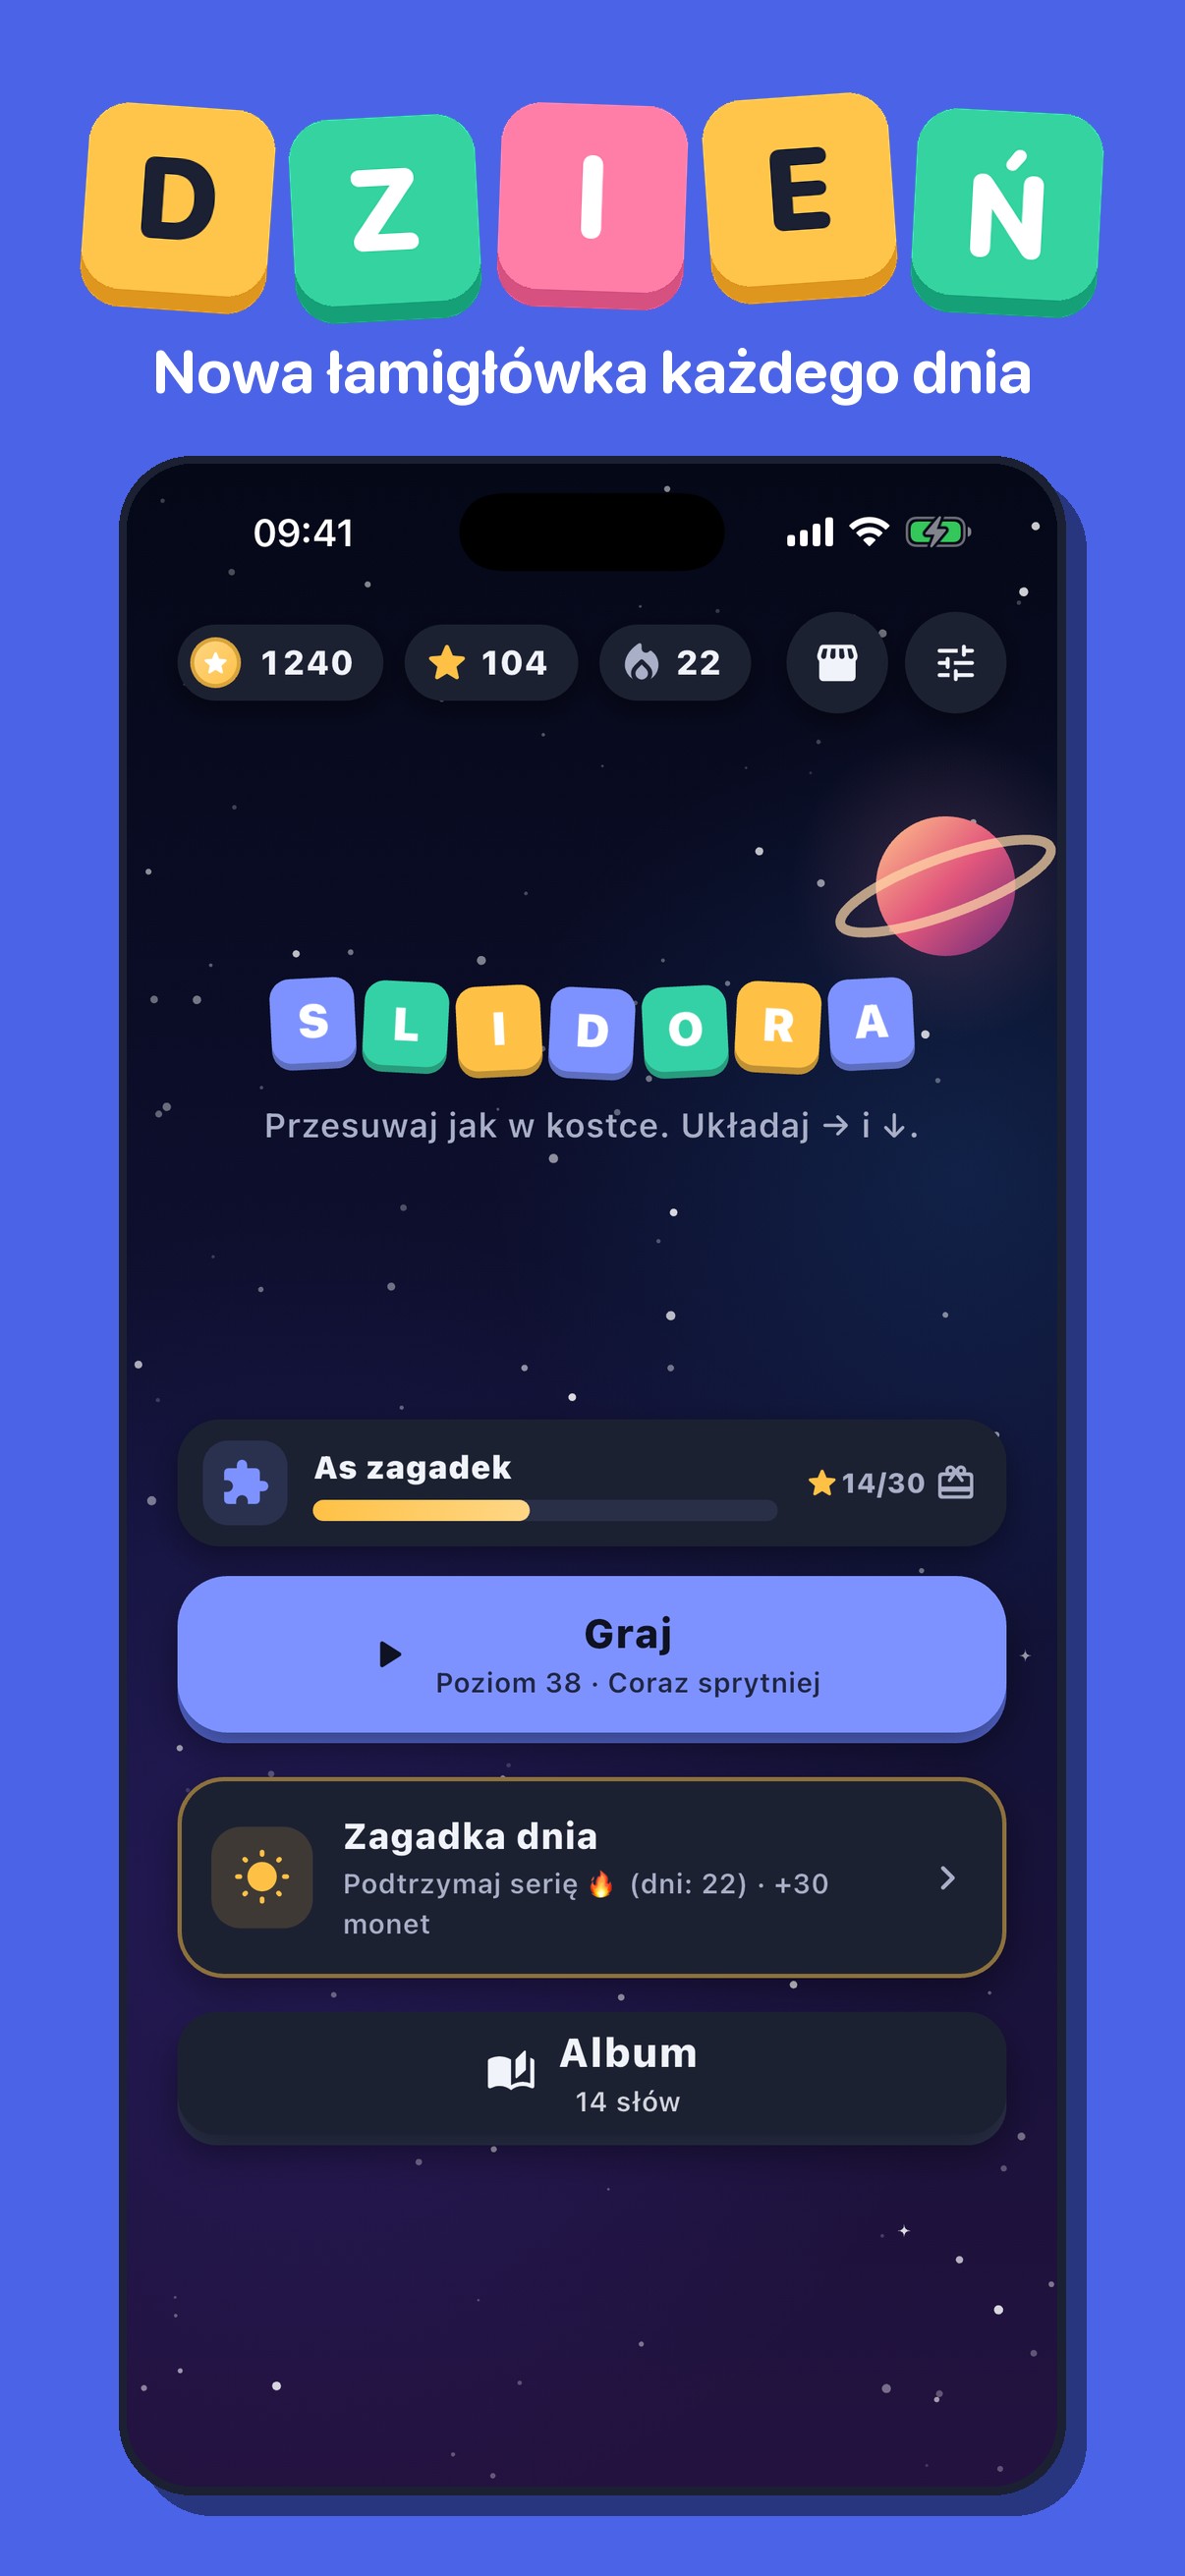 DZIEŃ
Nowa łamigłówka każdego dnia
09:41
1240
104
22
SLIDORA
Przesuwaj jak w kostce. Układaj → i ↓.
As zagadek
14/30
Graj
Poziom 38 · Coraz sprytniej
Zagadka dnia
Podtrzymaj serię 🔥 (dni: 22) · +30
monet
Album
14 słów